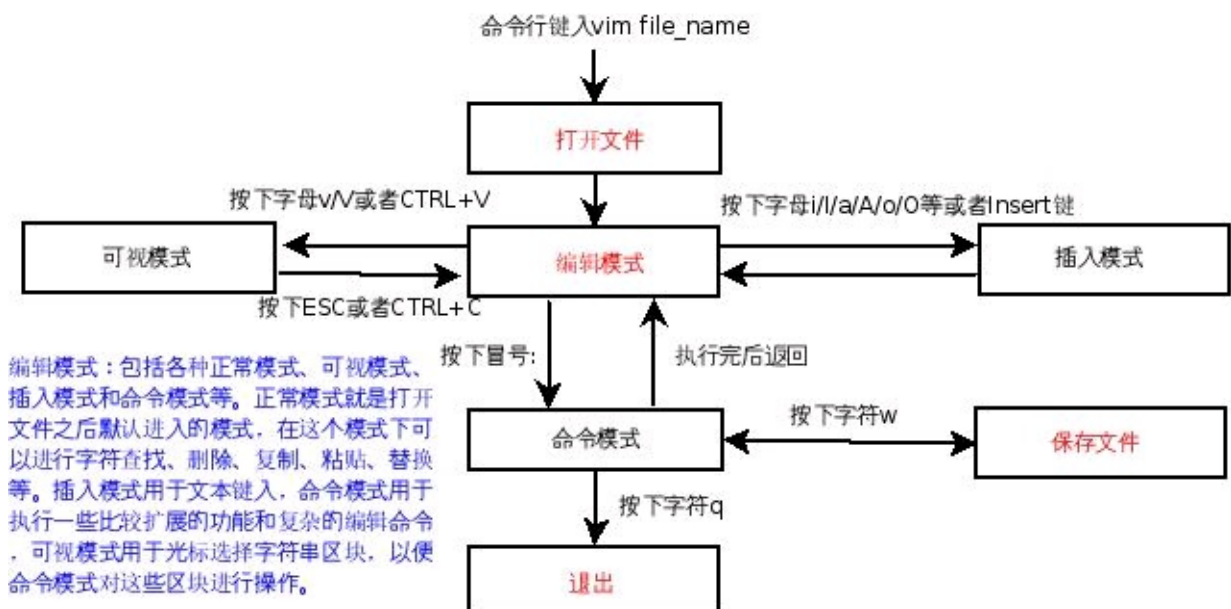 命令行键入vim file_name
打开文件
按下字母v/V或者CTRL+V
按下字母i/I/a/A/o/O等或者Insert键
可视模式
编辑模式
插入模式
按下ESC或者CTRL+C
按下冒号:
执行完后返回
编辑模式：包括各种正常模式、可视模式、
插入模式和命令模式等。正常模式就是打开
文件之后默认进入的模式，在这个模式下可
以进行字符查找、删除、复制、粘贴、替换
等。插入模式用于文本键入，命令模式用于
执行一些比较扩展的功能和复杂的编辑命令
，可视模式用于光标选择字符串区块，以便
命令模式对这些区块进行操作。
命令模式
按下字符w
保存文件
按下字符q
退出